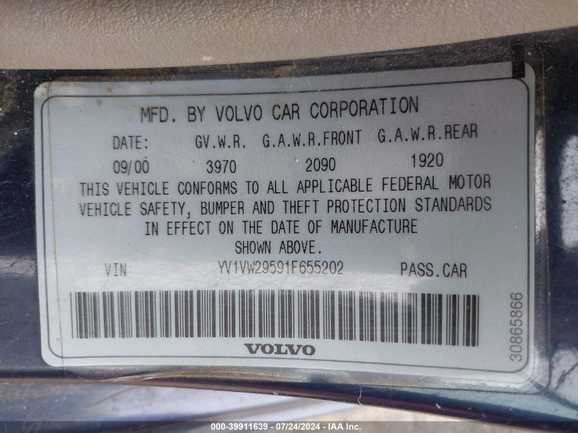 MFD. BY VOLVO CAR CORPORATION
DATE: GV.W.R. G.A.W.R.FRONT G.A.W.R.REAR
09/00 3970 2090 1920
THIS VEHICLE CONFORMS TO ALL APPLICABLE FEDERAL MOTOR
VEHICLE SAFETY, BUMPER AND THEFT PROTECTION STANDARDS
IN EFFECT ON THE DATE OF MANUFACTURE
SHOWN ABOVE.
VIN YV1VW29591F655202 PASS.CAR
VOLVO
30865866
000-39911639 // 07/24/2024 // IAA Inc.